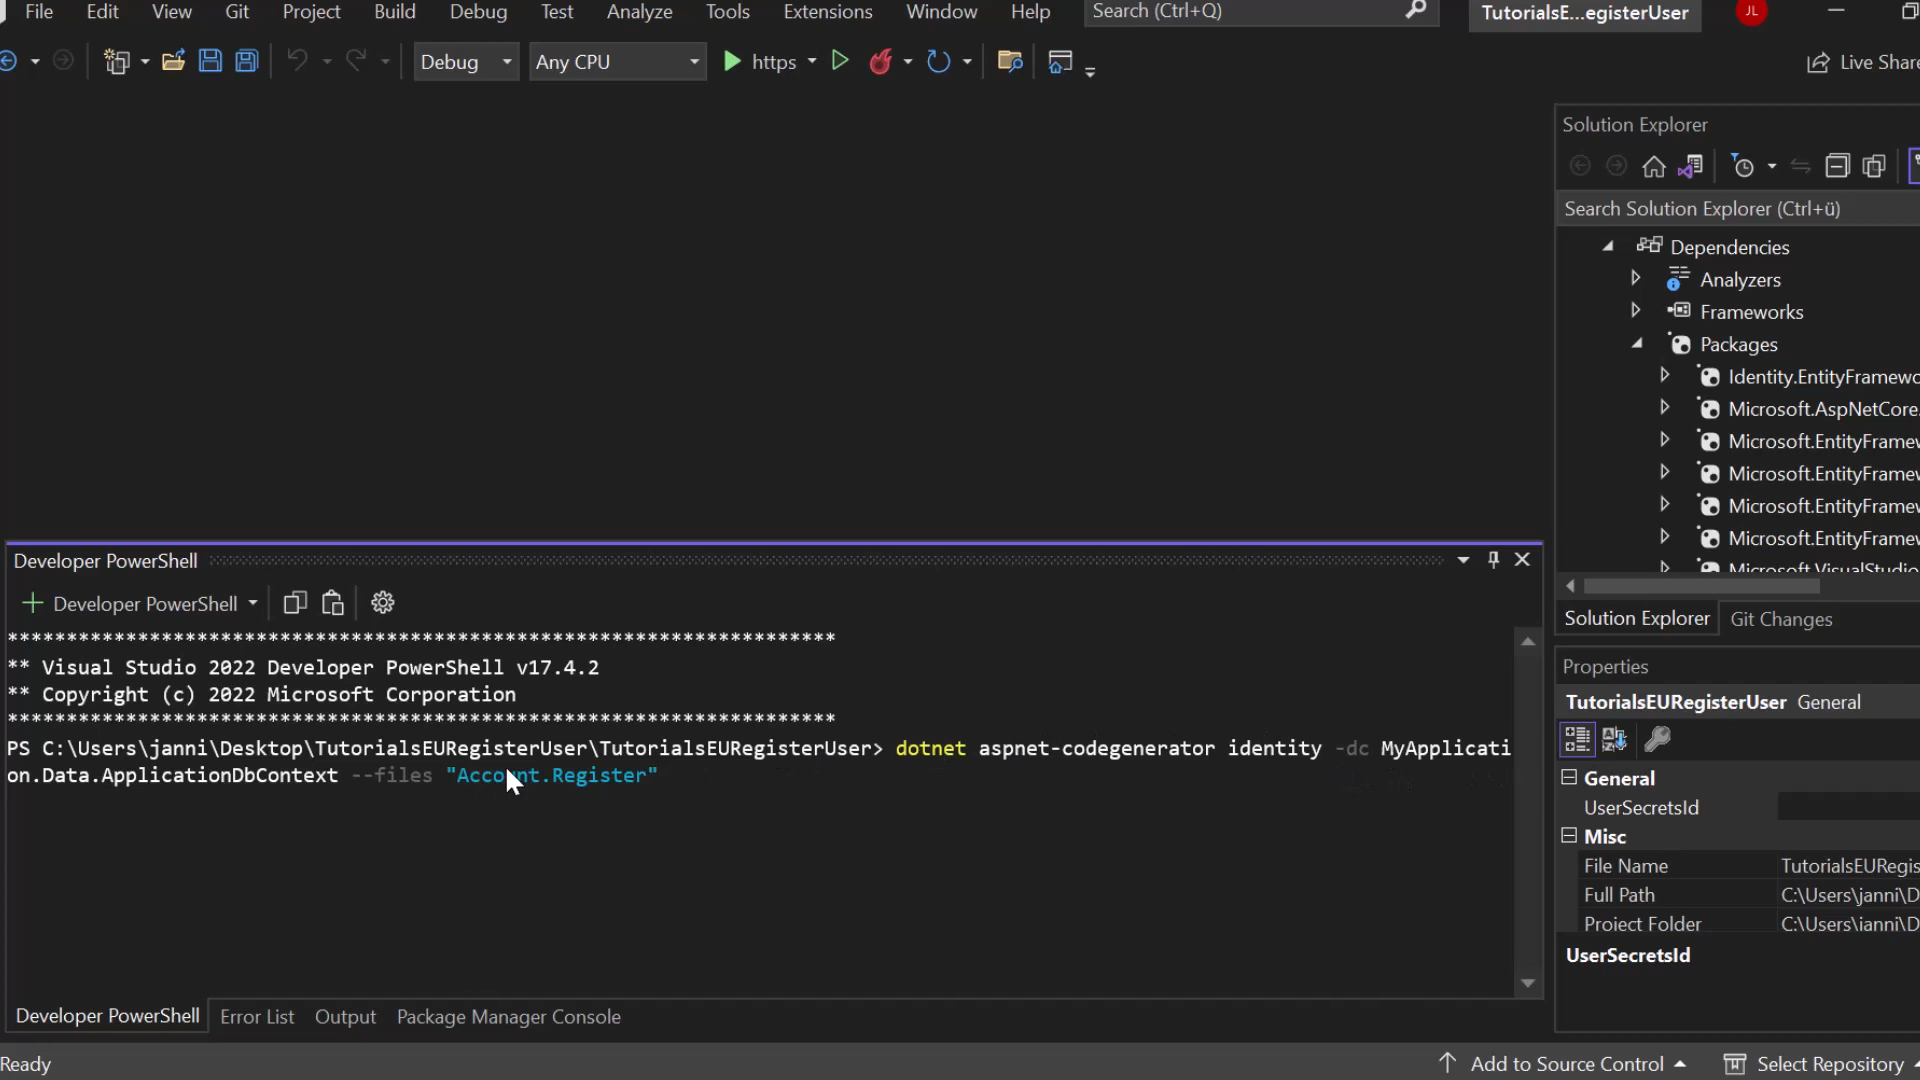 File Edit View Git Project Build Debug Test Analyze Tools Extensions Window Help Search (Ctrl+Q) TutorialsE...egisterUser JL
Debug Any CPU https Live Share
Solution Explorer
Search Solution Explorer (Ctrl+ü)
Dependencies
Analyzers
Frameworks
Packages
Identity.EntityFramewo
Microsoft.AspNetCore.
Microsoft.EntityFramew
Microsoft.EntityFramew
Microsoft.EntityFramew
Microsoft.EntityFramew
Microsoft.VisualStudio
Solution Explorer Git Changes
Developer PowerShell
Developer PowerShell
**********************************************************************
** Visual Studio 2022 Developer PowerShell v17.4.2
** Copyright (c) 2022 Microsoft Corporation
**********************************************************************
PS C:\Users\janni\Desktop\TutorialsEURegisterUser\TutorialsEURegisterUser> dotnet aspnet-codegenerator identity -dc MyApplicati
on.Data.ApplicationDbContext --files "Account.Register"
Developer PowerShell Error List Output Package Manager Console
Properties
TutorialsEURegisterUser General
General
UserSecretsId
Misc
File Name TutorialsEURegis
Full Path C:\Users\janni\D
Project Folder C:\Users\janni\D
UserSecretsId
Ready Add to Source Control Select Repository